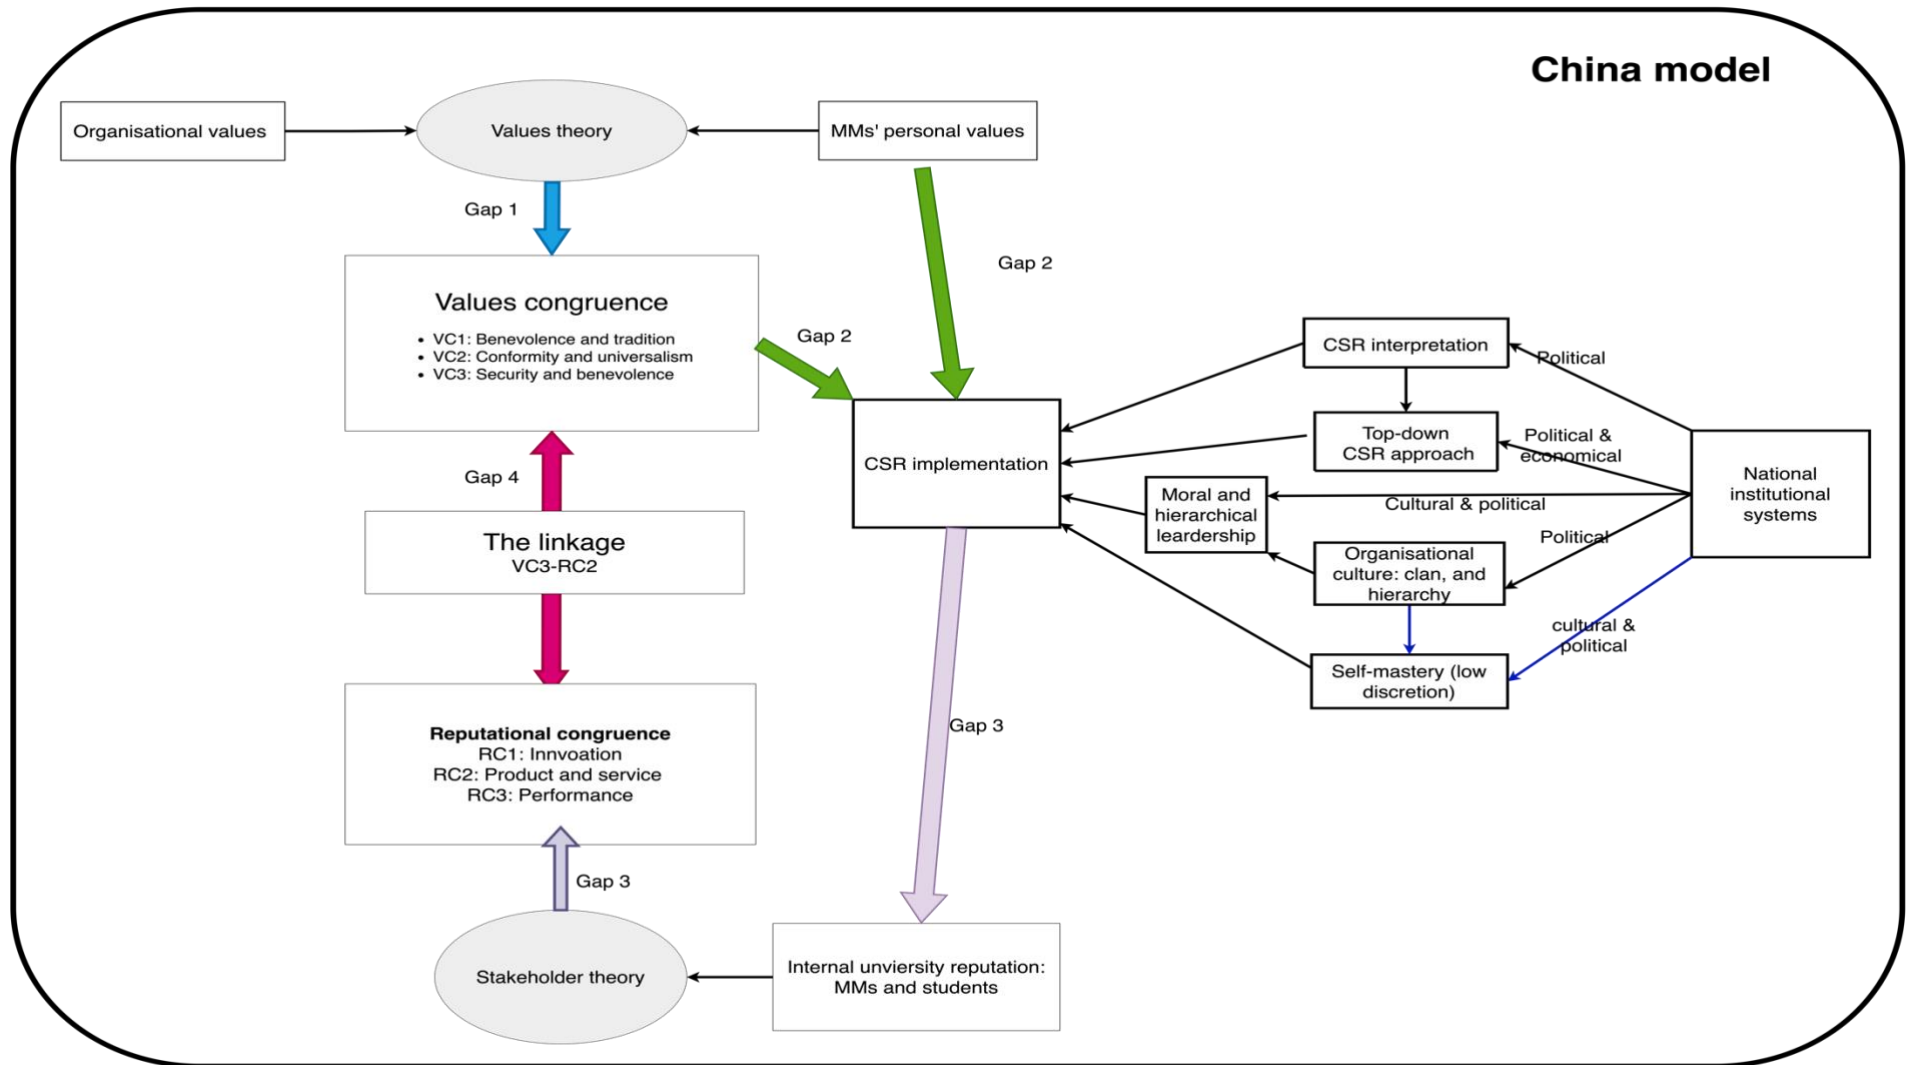 China model
Organisational values
Values theory
MMs' personal values
Gap 1
Gap 2
Values congruence
• VC1: Benevolence and tradition
• VC2: Conformity and universalism
• VC3: Security and benevolence
Gap 2
CSR interpretation
Political
Top-down
CSR approach
Political &
economical
CSR implementation
National
institutional
systems
Gap 4
Moral and
hierarchical
leardership
Cultural & political
The linkage
VC3-RC2
Political
Organisational
culture: clan, and
hierarchy
cultural &
political
Self-mastery (low
discretion)
Reputational congruence
RC1: Innvoation
RC2: Product and service
RC3: Performance
Gap 3
Gap 3
Stakeholder theory
Internal unviersity reputation:
MMs and students